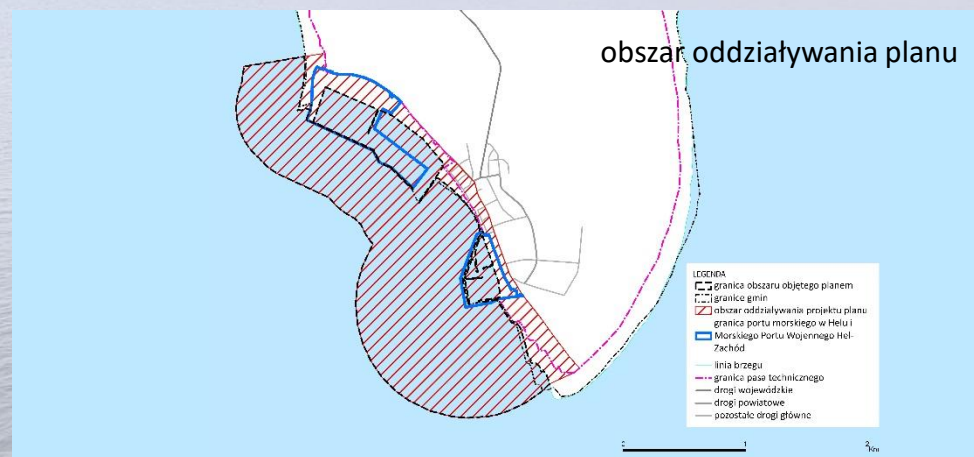 obszar oddziaływania planu
LEGENDA
granica obszaru objętego planem
granice gmin
obszar oddziaływania projektu planu
granica portu morskiego w Helu i
Morskiego Portu Wojennego Hel-
Zachód
linia brzegu
granica pasa technicznego
drogi wojewódzkie
drogi powiatowe
pozostałe drogi główne
0 1 2
Km